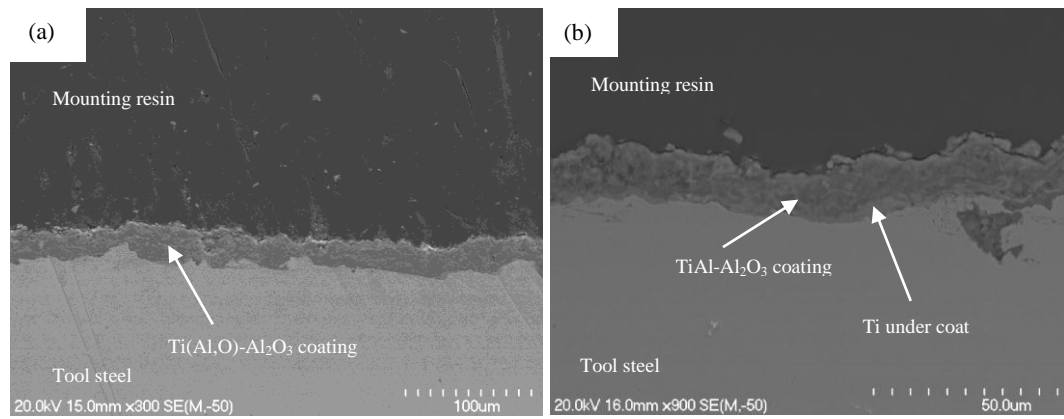 (a)
Mounting resin
Ti(Al,O)-Al₂O₃ coating
Tool steel
20.0kV 15.0mm x300 SE(M,-50)
100um
(b)
Mounting resin
TiAl-Al₂O₃ coating
Ti under coat
Tool steel
20.0kV 16.0mm x900 SE(M,-50)
50.0um